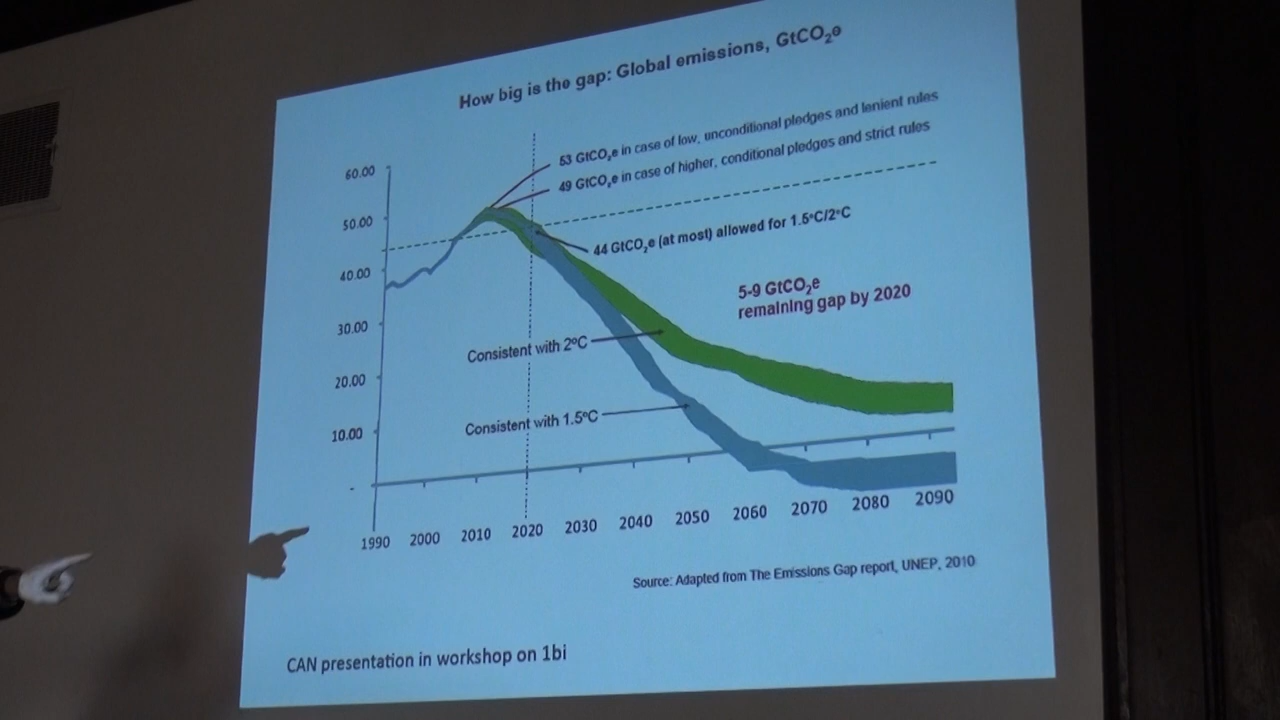 How big is the gap: Global emissions, GtCO₂e
53 GtCO₂e in case of low, unconditional pledges and lenient rules
49 GtCO₂e in case of higher, conditional pledges and strict rules
60.00
50.00
44 GtCO₂e (at most) allowed for 1.5ºC/2ºC
40.00
5-9 GtCO₂e
remaining gap by 2020
30.00
Consistent with 2ºC
20.00
Consistent with 1.5ºC
10.00
-
1990 2000 2010 2020 2030 2040 2050 2060 2070 2080 2090
Source: Adapted from The Emissions Gap report, UNEP, 2010
CAN presentation in workshop on 1bi